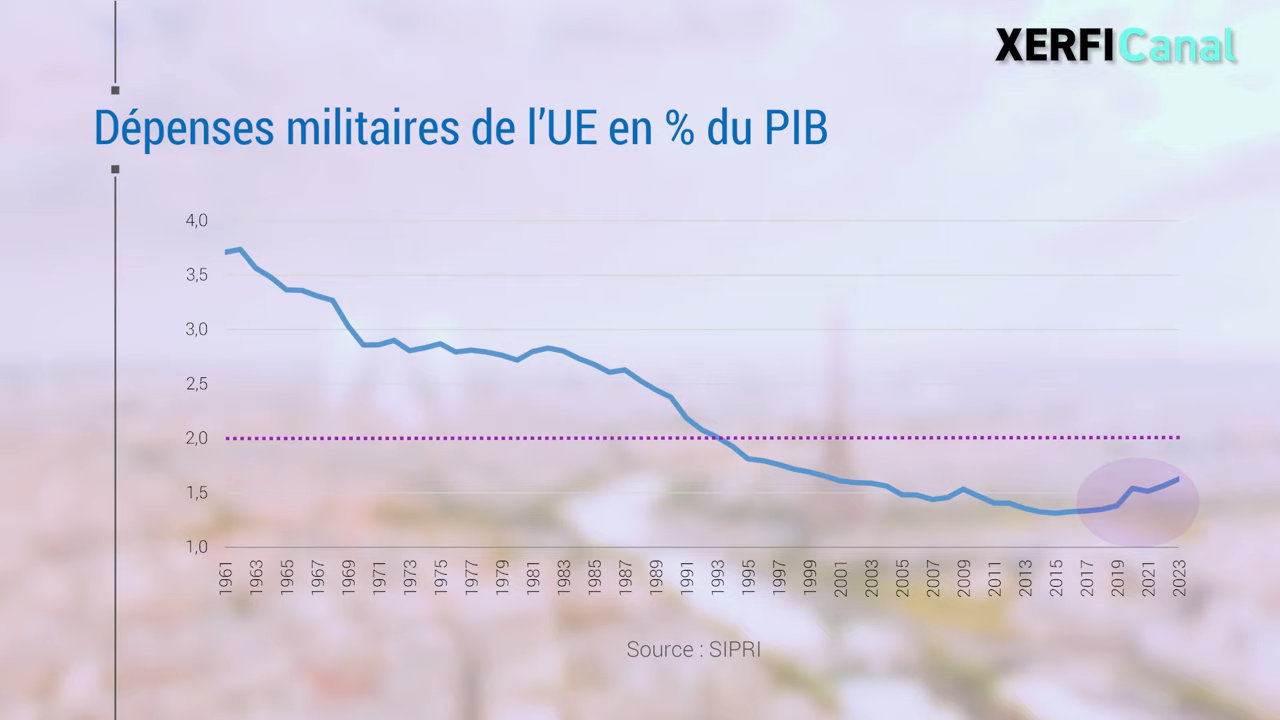 XERFI Canal
Dépenses militaires de l'UE en % du PIB
4,0
3,5
3,0
2,5
2,0
1,5
1,0
1961 1963 1965 1967 1969 1971 1973 1975 1977 1979 1981 1983 1985 1987 1989 1991 1993 1995 1997 1999 2001 2003 2005 2007 2009 2011 2013 2015 2017 2019 2021 2023
Source : SIPRI